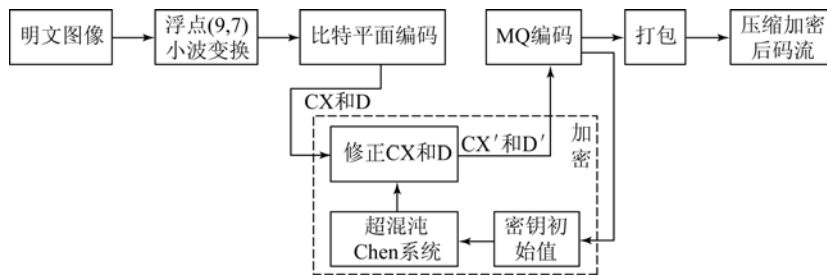 明文图像
浮点(9,7)
小波变换
比特平面编码
MQ编码
打包
压缩加密
后码流
CX和D
修正CX和D
CX′和D′
加
密
超混沌
Chen系统
密钥初
始值